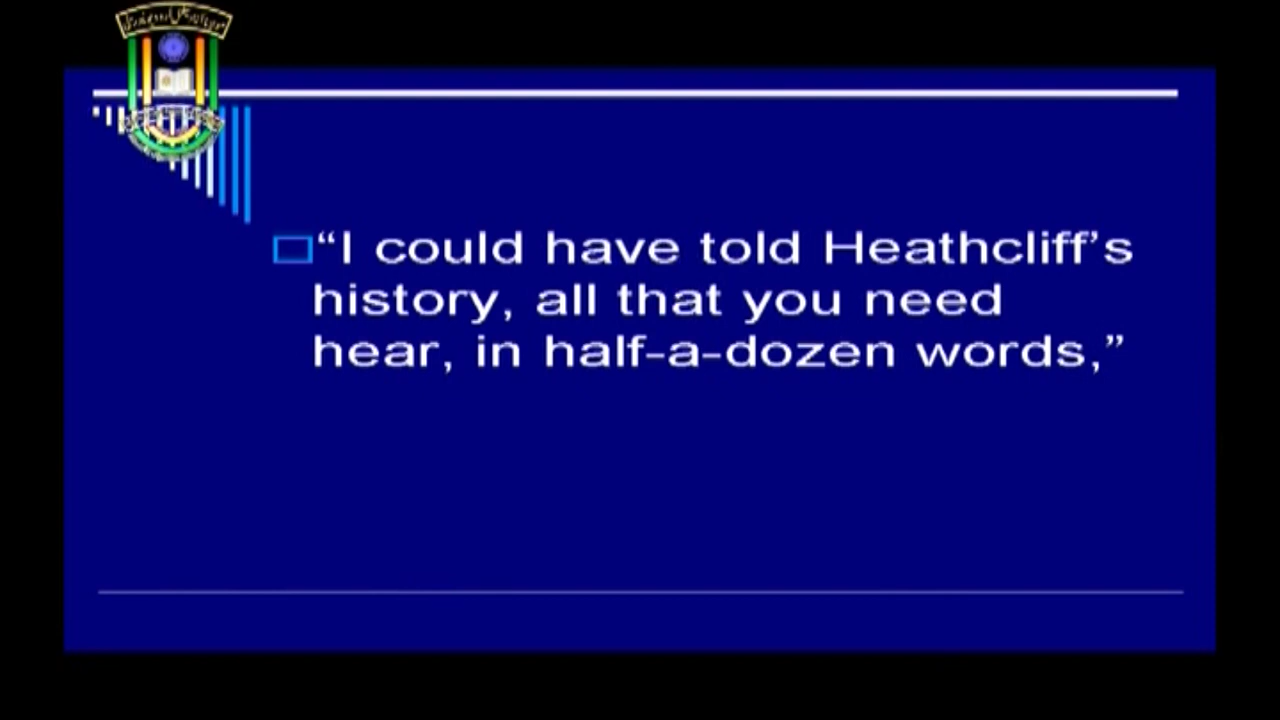 “I could have told Heathcliff’s
history, all that you need
hear, in half-a-dozen words,”